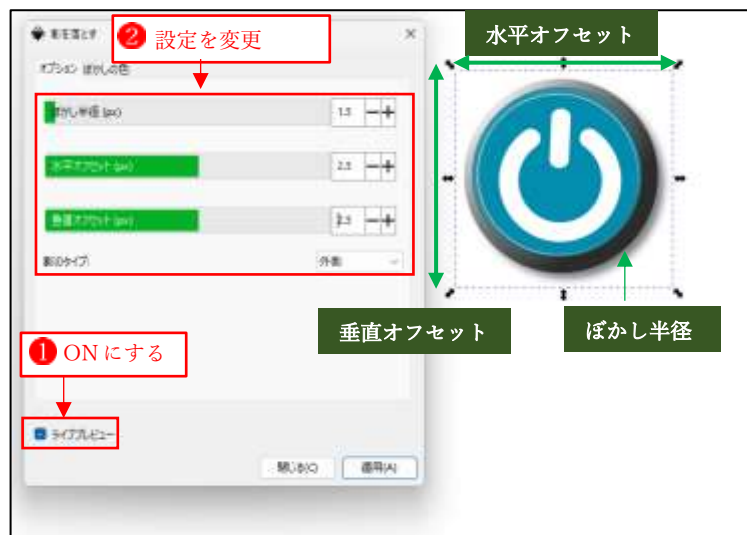 影を落とす
❷ 設定を変更
水平オフセット
オプション ぼかしの色
ぼかし半径 (px)
1.5
水平オフセット (px)
2.5
垂直オフセット (px)
2.5
影のタイプ:
外側
垂直オフセット
ぼかし半径
❶ ONにする
ライブプレビュー
閉じる(C)
適用(A)